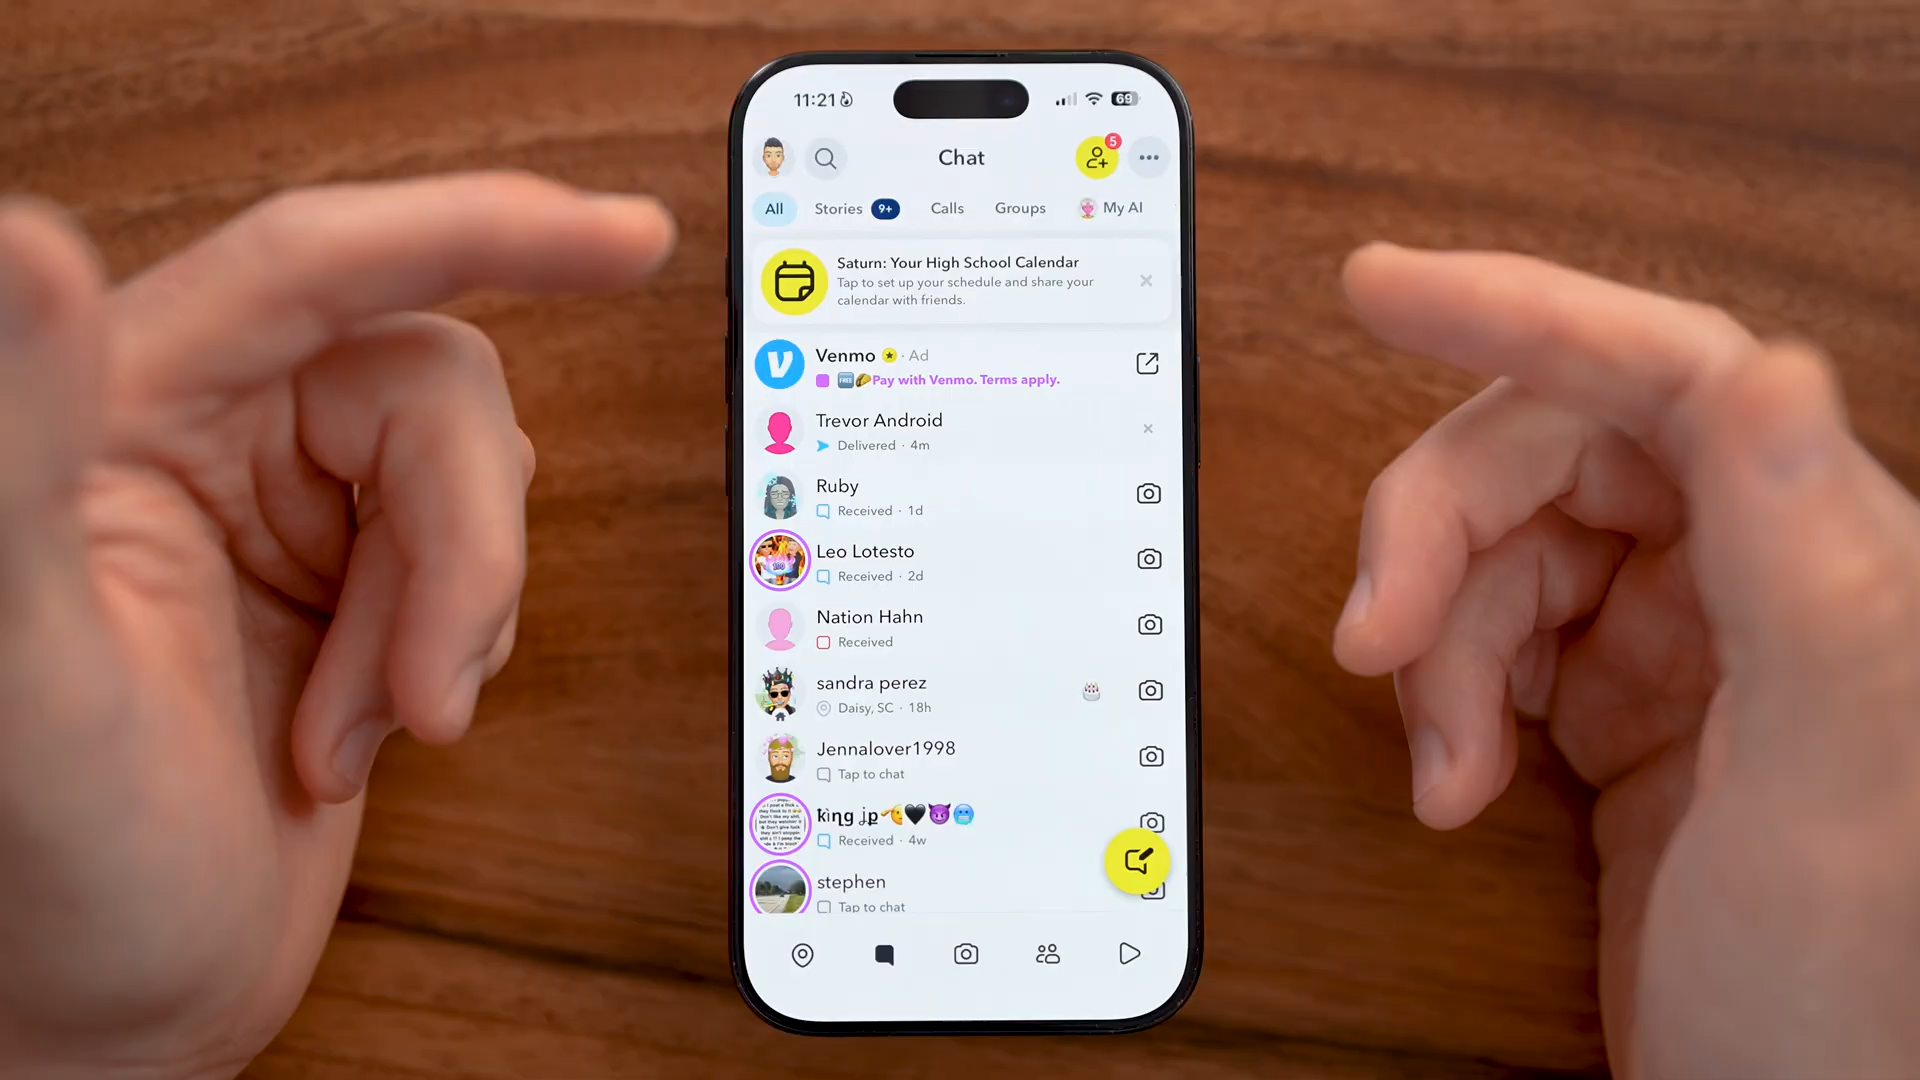 11:21
69
5
Chat
All
Stories 9+
Calls
Groups
My AI
Saturn: Your High School Calendar
Tap to set up your schedule and share your
calendar with friends.
Venmo · Ad
FREE Pay with Venmo. Terms apply.
Trevor Android
Delivered · 4m
Ruby
Received · 1d
Leo Lotesto
Received · 2d
Nation Hahn
Received
sandra perez
Daisy, SC · 18h
Jennalover1998
Tap to chat
Received · 4w
stephen
Tap to chat